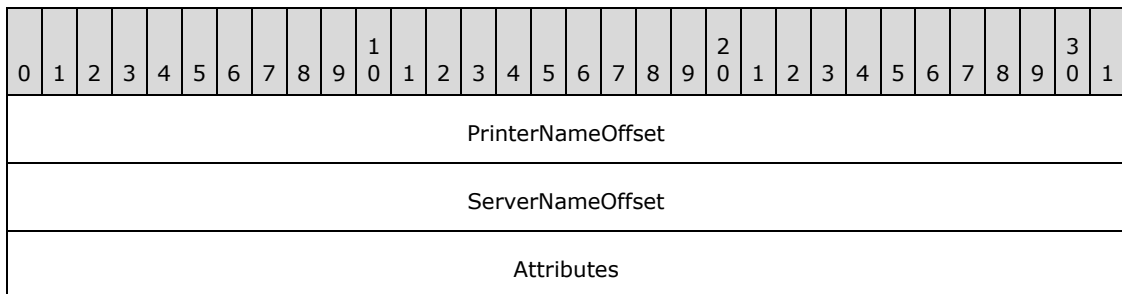 1 2 3
0 1 2 3 4 5 6 7 8 9 0 1 2 3 4 5 6 7 8 9 0 1 2 3 4 5 6 7 8 9 0 1
PrinterNameOffset
ServerNameOffset
Attributes